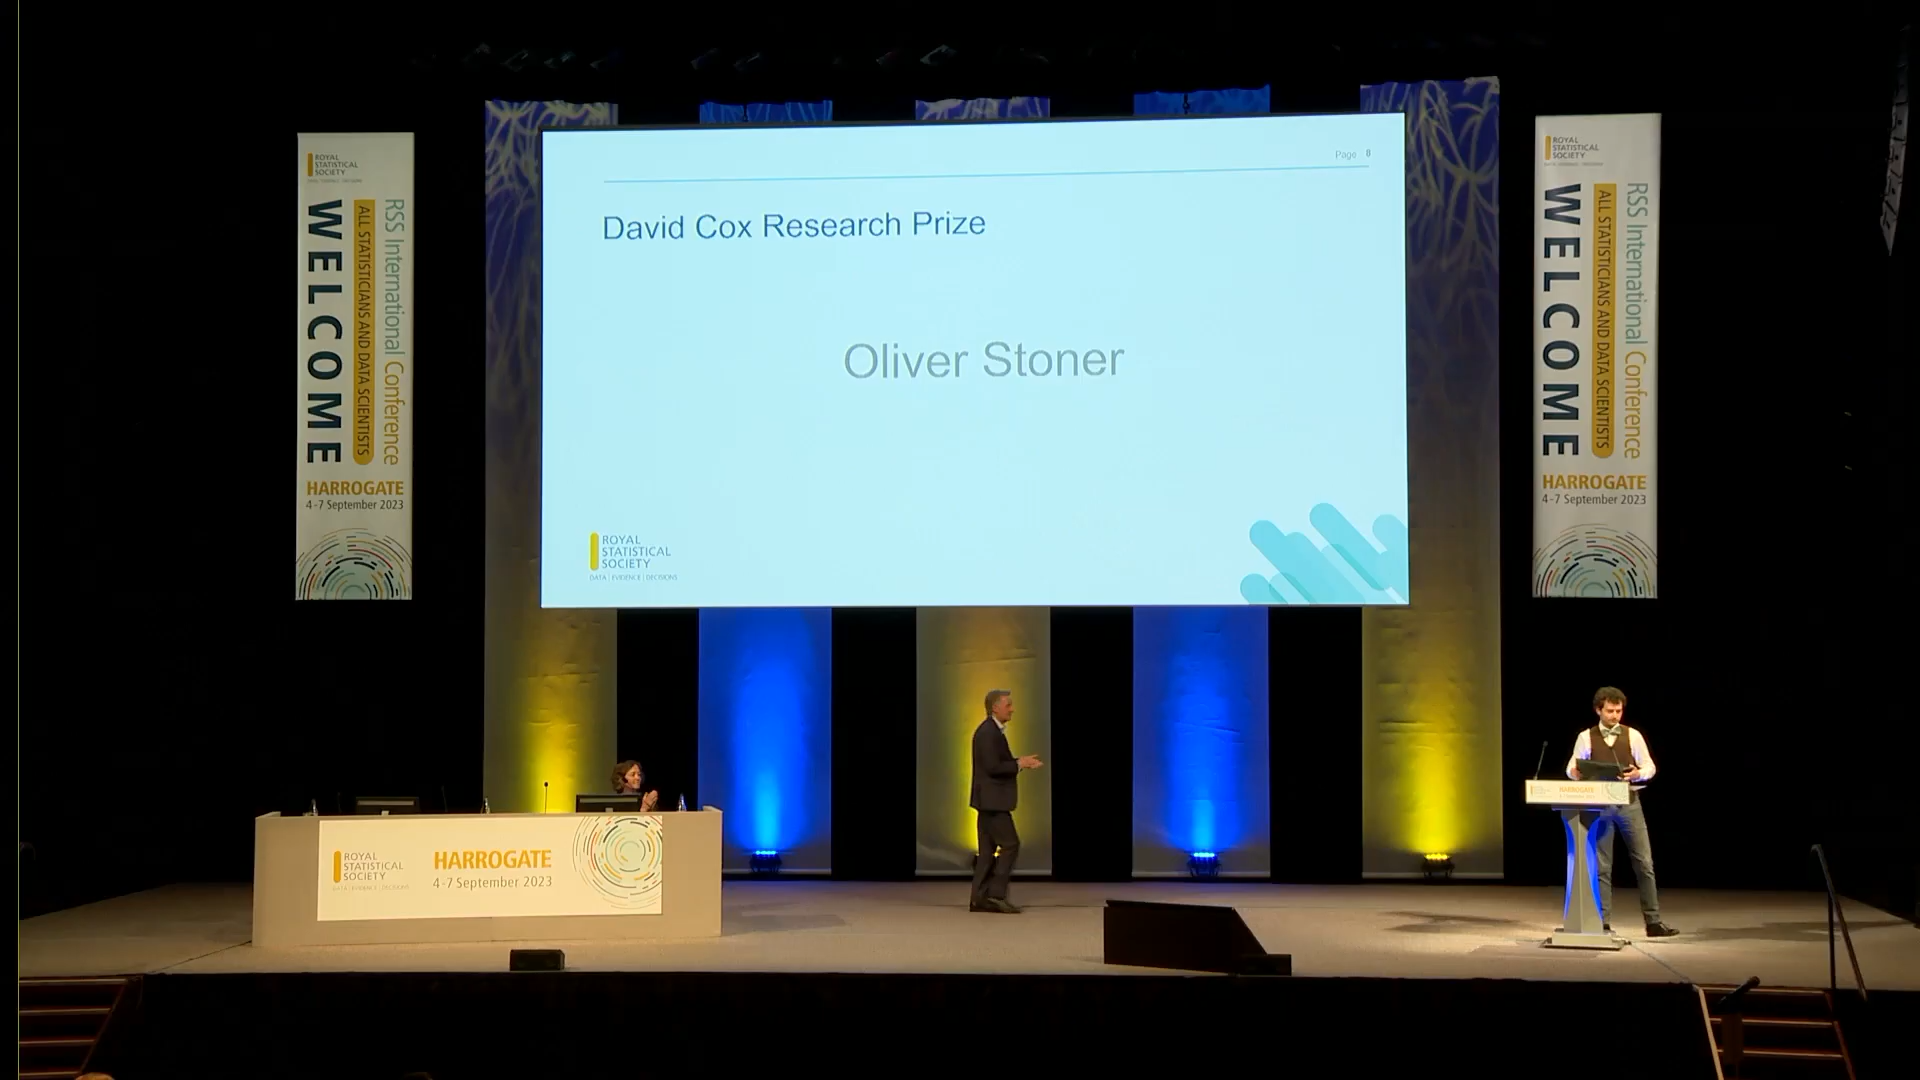 Page 8
David Cox Research Prize
Oliver Stoner
ROYAL
STATISTICAL
SOCIETY
DATA | EVIDENCE | DECISIONS
ROYAL
STATISTICAL
SOCIETY
WELCOME
ALL STATISTICIANS AND DATA SCIENTISTS
RSS International Conference
HARROGATE
4-7 September 2023
ROYAL
STATISTICAL
SOCIETY
WELCOME
ALL STATISTICIANS AND DATA SCIENTISTS
RSS International Conference
HARROGATE
4-7 September 2023
ROYAL
STATISTICAL
SOCIETY
DATA | EVIDENCE | DECISIONS
HARROGATE
4-7 September 2023
HARROGATE